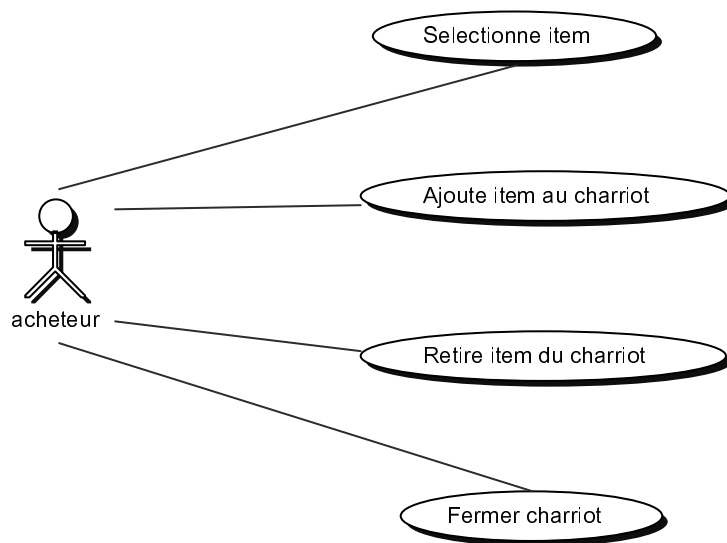 Selectionne item
Ajoute item au charriot
acheteur
Retire item du charriot
Fermer charriot